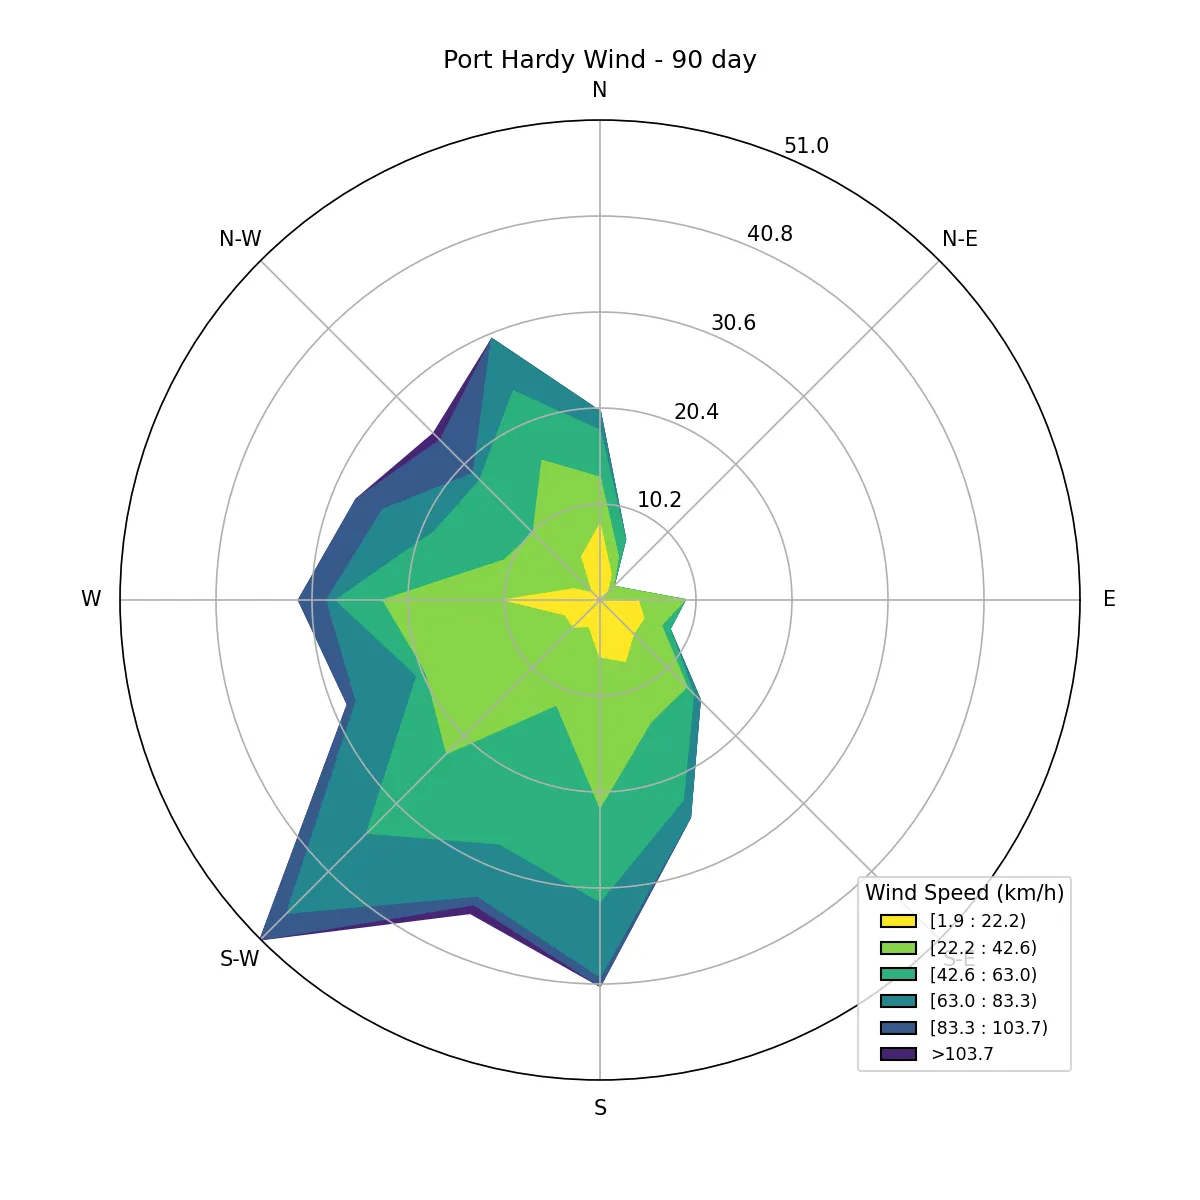 Port Hardy Wind - 90 day
N
51.0
40.8
N-W
N-E
30.6
20.4
10.2
W
E
S-W
S-E
Wind Speed (km/h)
[1.9 : 22.2)
[22.2 : 42.6)
[42.6 : 63.0)
[63.0 : 83.3)
[83.3 : 103.7)
>103.7
S